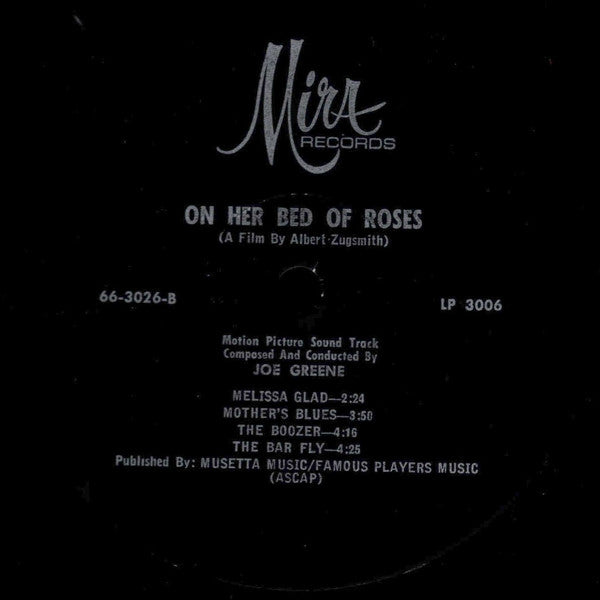 Mira
RECORDS
ON HER BED OF ROSES
(A Film By Albert Zugsmith)
66-3026-B
LP 3006
Motion Picture Sound Track
Composed And Conducted By
JOE GREENE
MELISSA GLAD—2:24
MOTHER'S BLUES—3:50
THE BOOZER—4:16
THE BAR FLY—4:25
Published By: MUSETTA MUSIC/FAMOUS PLAYERS MUSIC
(ASCAP)